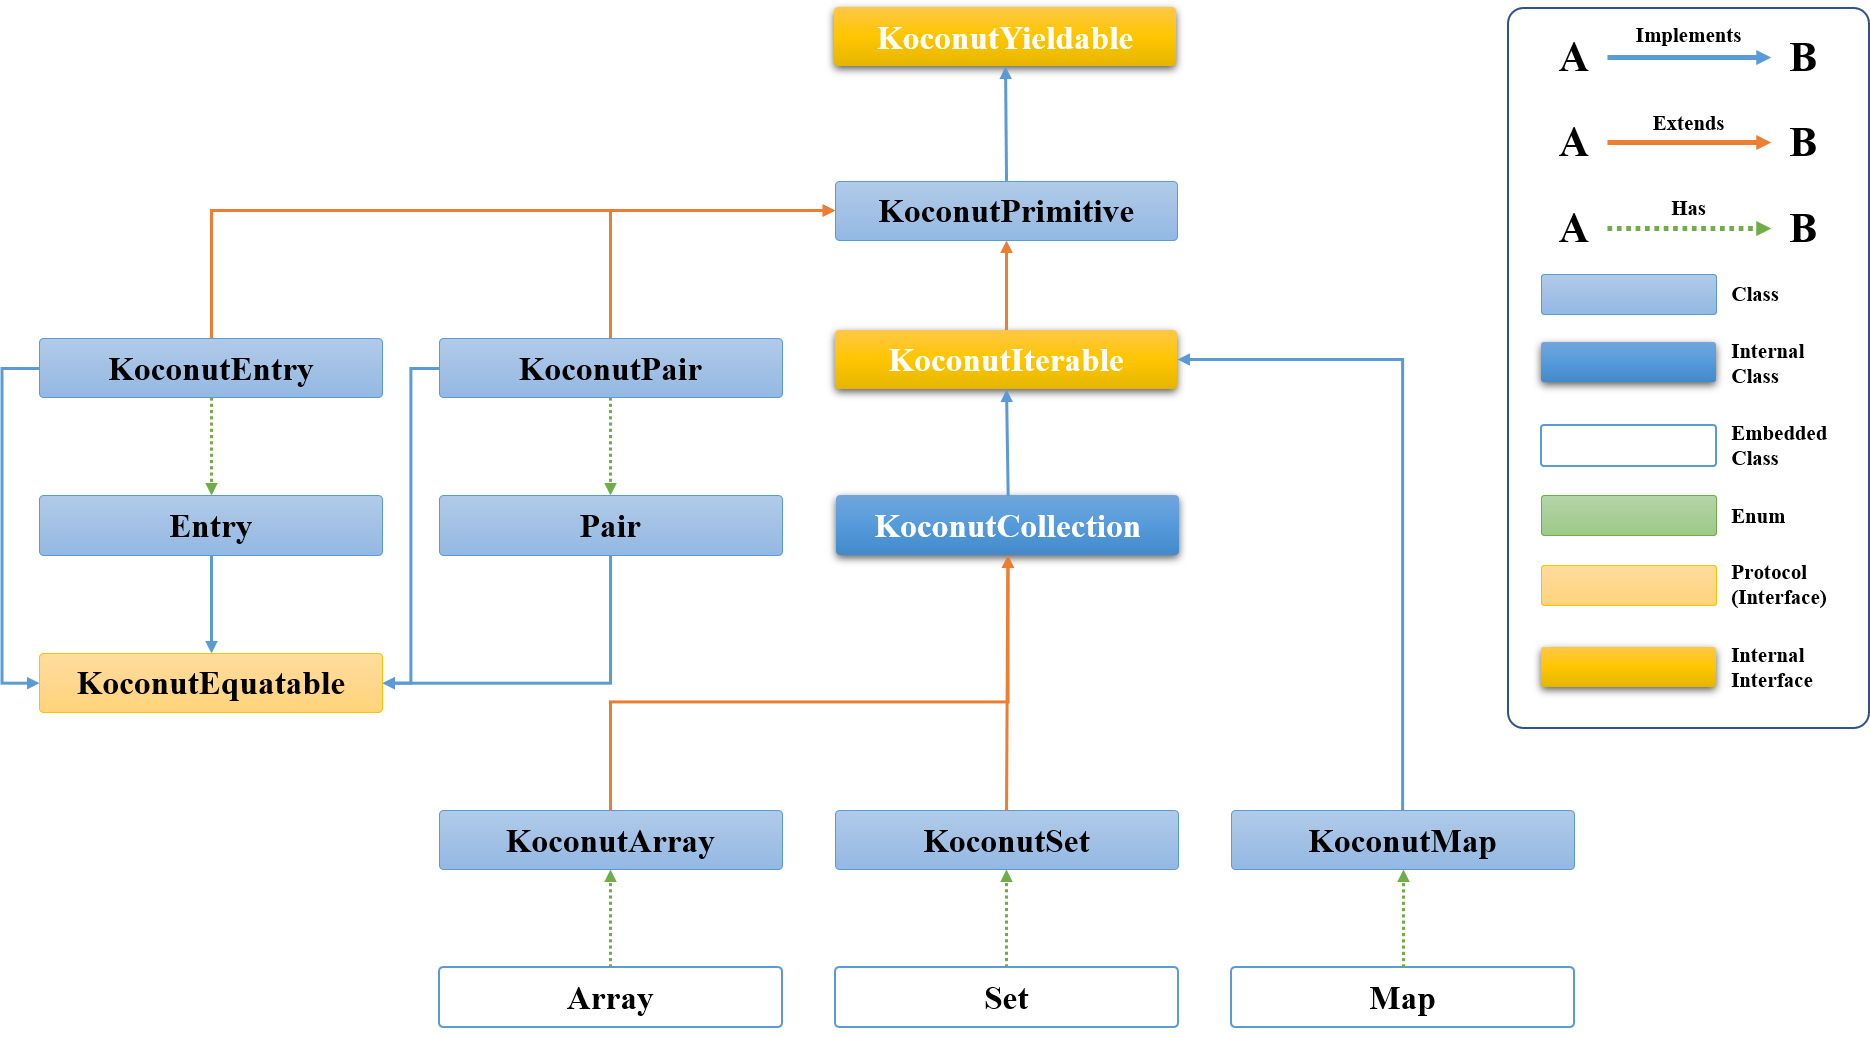 KoconutYieldable
KoconutPrimitive
KoconutEntry
KoconutPair
KoconutIterable
Entry
Pair
KoconutCollection
KoconutEquatable
KoconutArray
KoconutSet
KoconutMap
Array
Set
Map
Implements
A
B
Extends
A
B
Has
A
B
Class
Internal
Class
Embedded
Class
Enum
Protocol
(Interface)
Internal
Interface